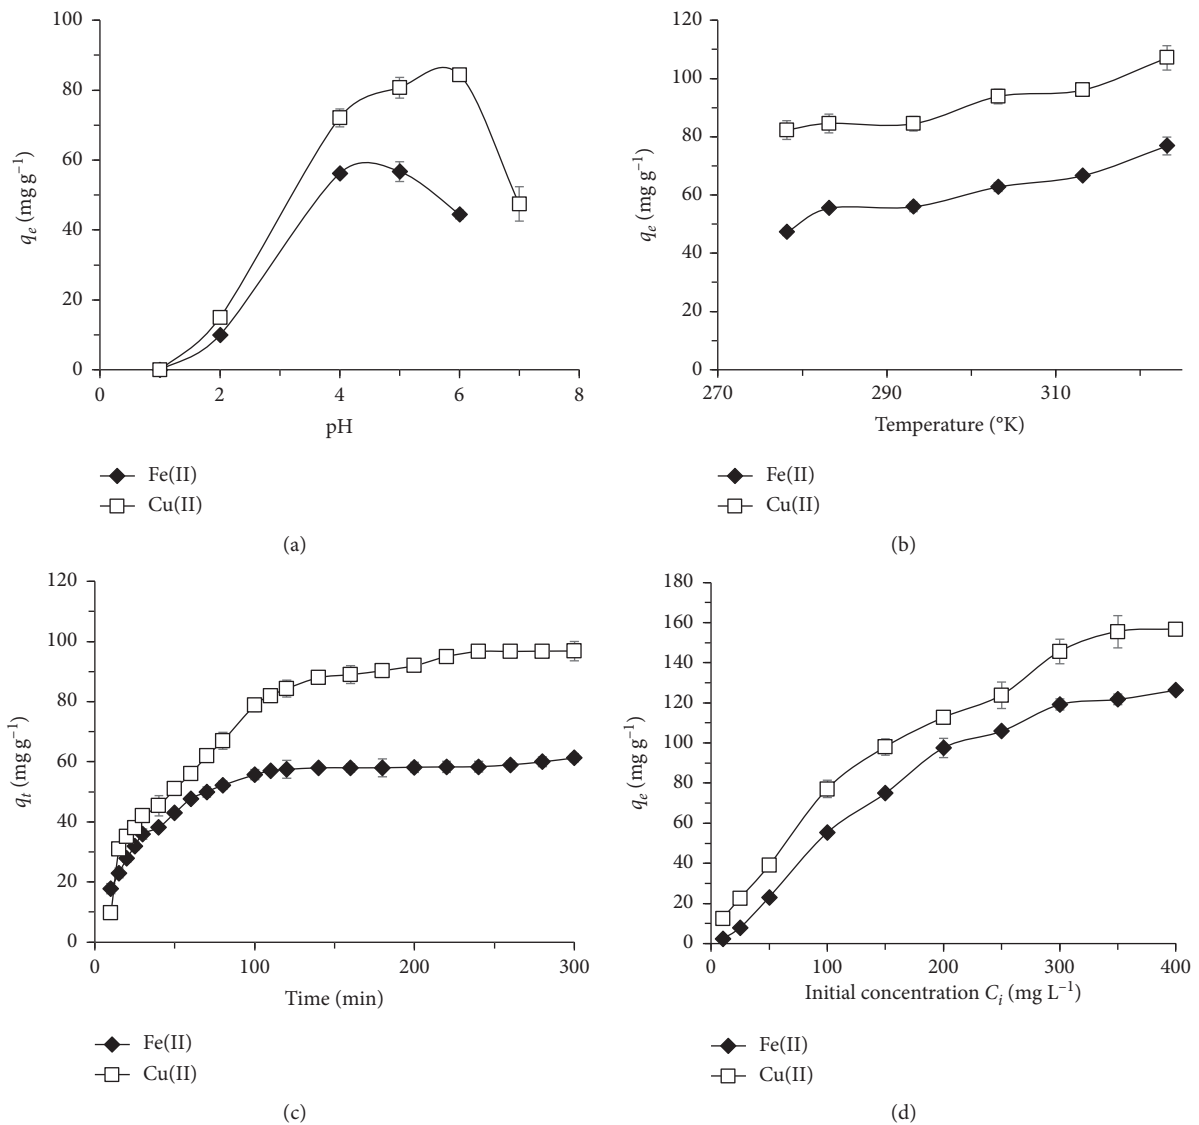 100
80
60
40
20
0
qₑ (mg g⁻¹)
0 2 4 6 8
pH
Fe(II)
Cu(II)
(a)
120
100
80
60
40
20
0
qₑ (mg g⁻¹)
270 290 310
Temperature (°K)
Fe(II)
Cu(II)
(b)
120
100
80
60
40
20
0
qₜ (mg g⁻¹)
0 100 200 300
Time (min)
Fe(II)
Cu(II)
(c)
180
160
140
120
100
80
60
40
20
0
qₑ (mg g⁻¹)
0 100 200 300 400
Initial concentration Cᵢ (mg L⁻¹)
Fe(II)
Cu(II)
(d)